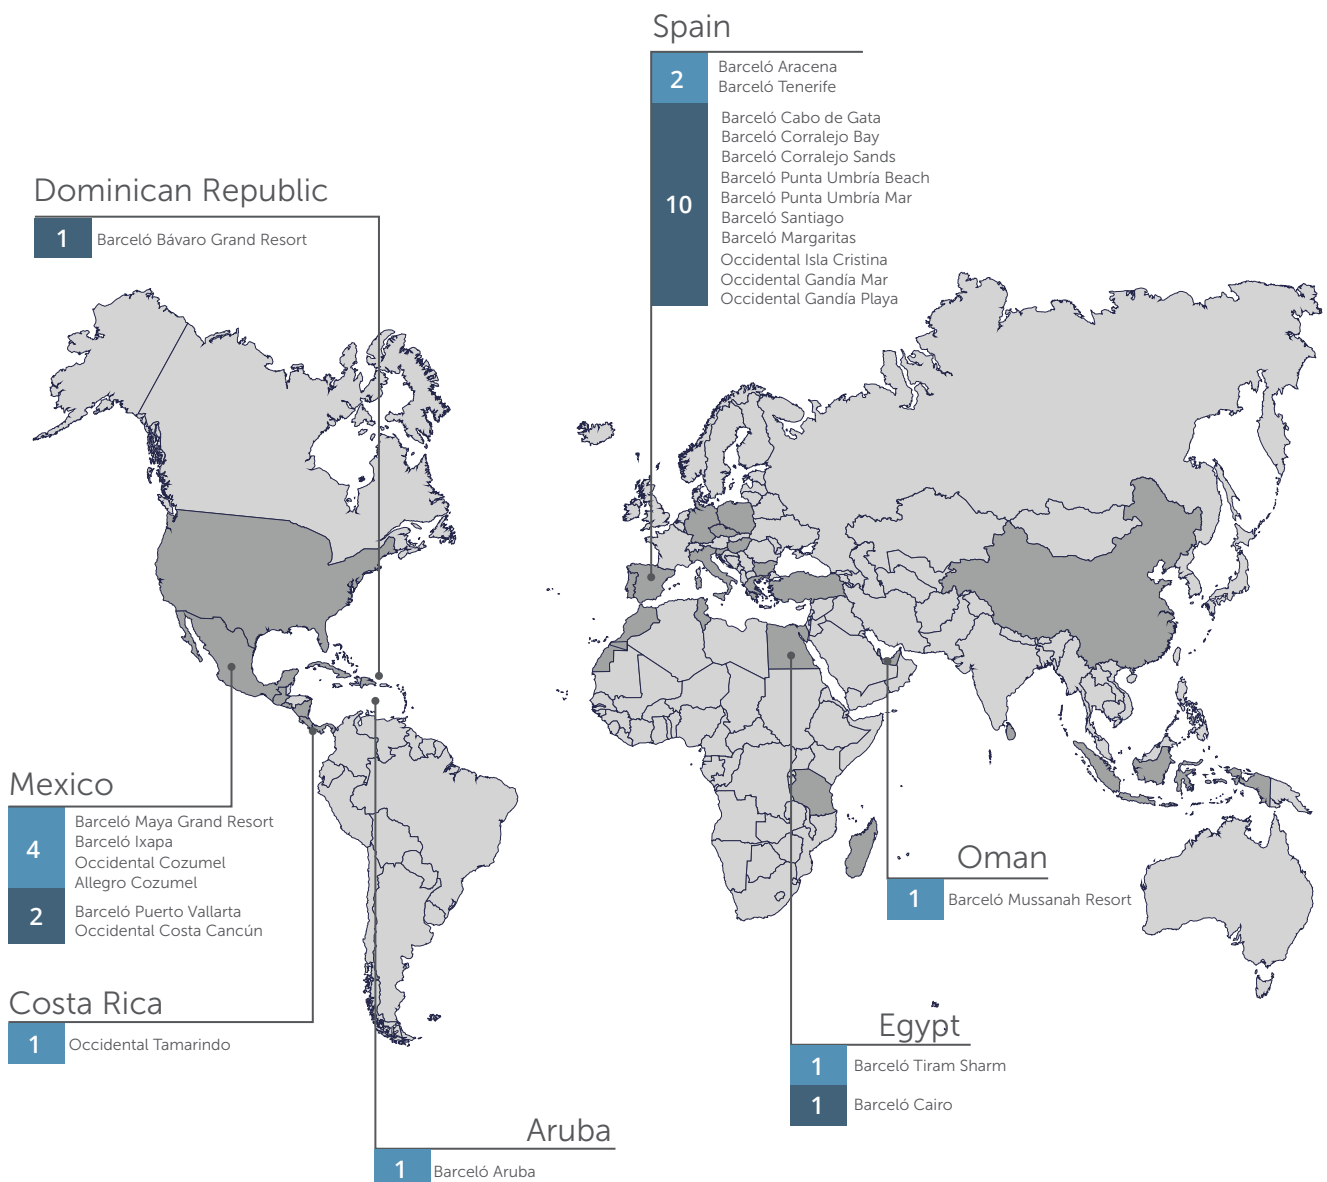 Spain
2
Barceló Aracena
Barceló Tenerife
10
Barceló Cabo de Gata
Barceló Corralejo Bay
Barceló Corralejo Sands
Barceló Punta Umbría Beach
Barceló Punta Umbría Mar
Barceló Santiago
Barceló Margaritas
Occidental Isla Cristina
Occidental Gandía Mar
Occidental Gandía Playa
Dominican Republic
1
Barceló Bávaro Grand Resort
Mexico
4
Barceló Maya Grand Resort
Barceló Ixapa
Occidental Cozumel
Allegro Cozumel
2
Barceló Puerto Vallarta
Occidental Costa Cancún
Oman
1
Barceló Mussanah Resort
Costa Rica
1
Occidental Tamarindo
Egypt
1
Barceló Tiram Sharm
1
Barceló Cairo
Aruba
1
Barceló Aruba